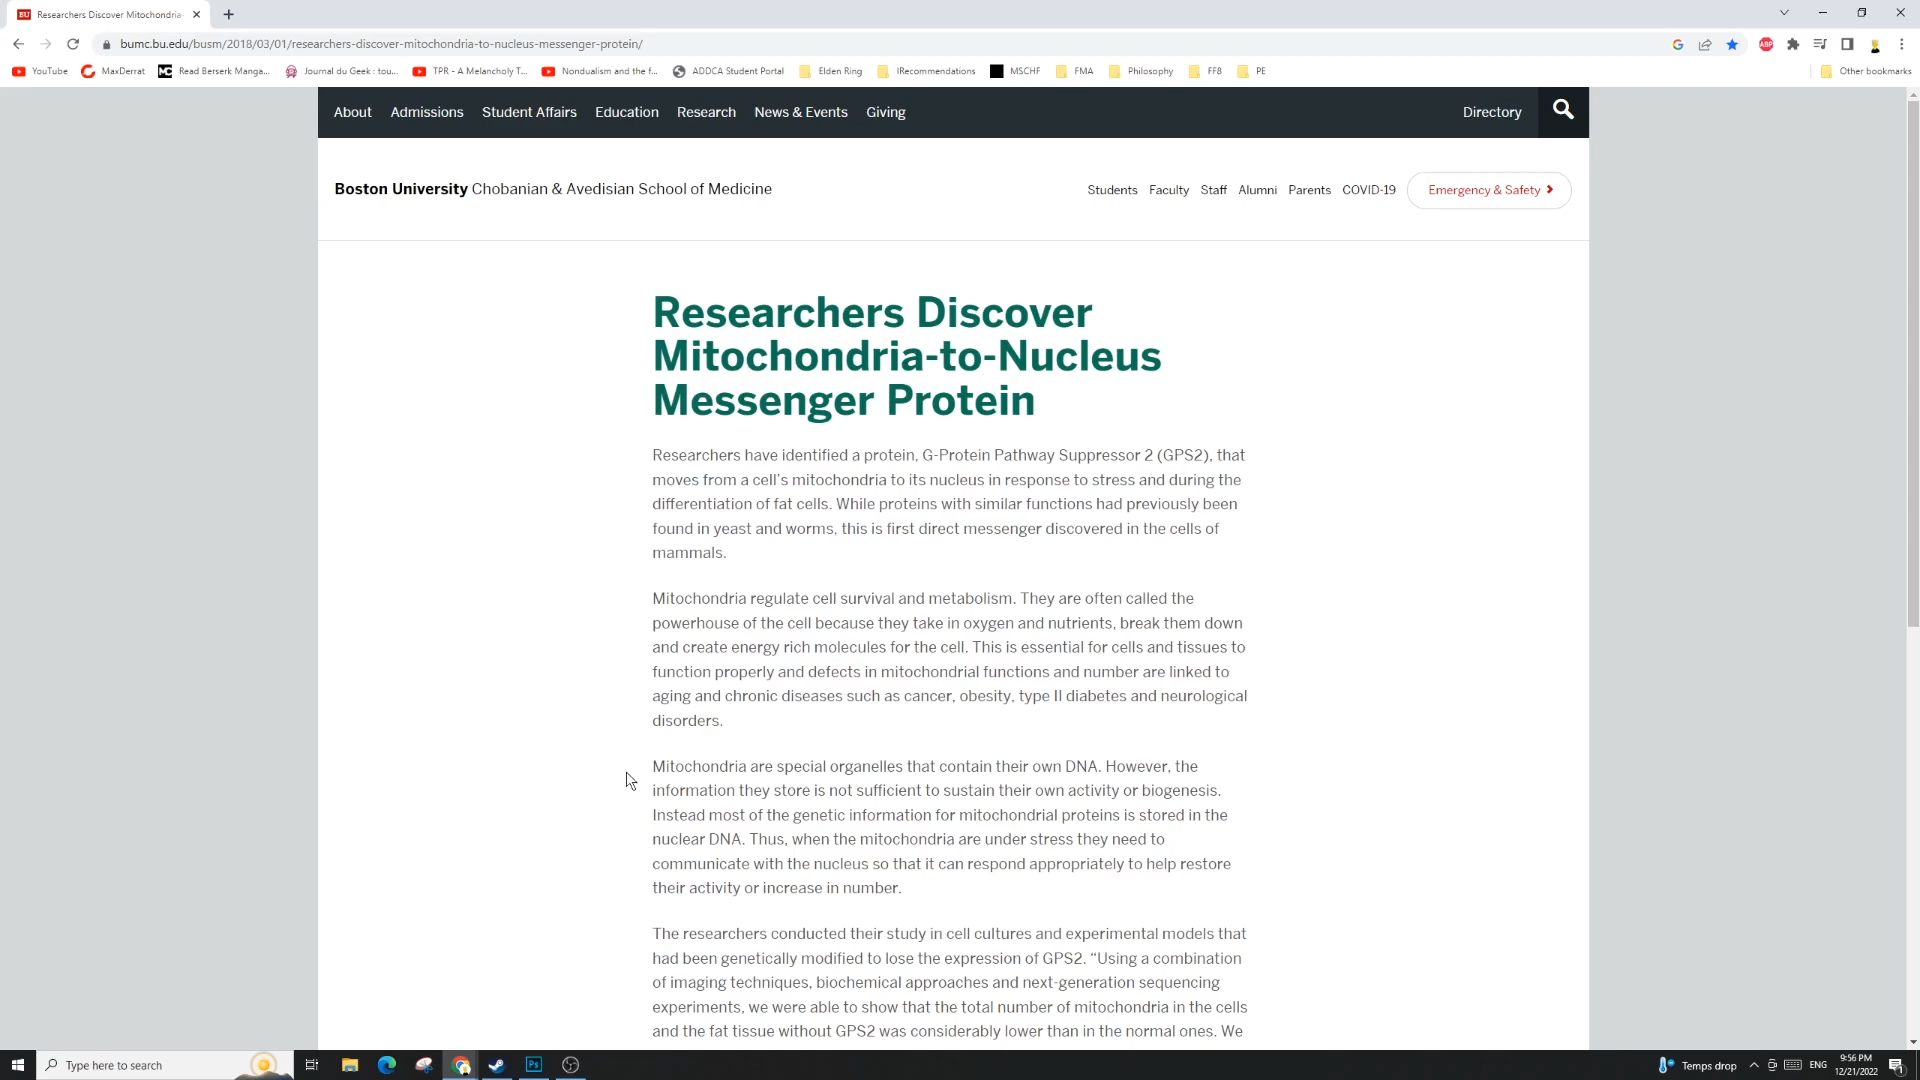 Researchers Discover Mitochondria-
bumc.bu.edu/busm/2018/03/01/researchers-discover-mitochondria-to-nucleus-messenger-protein/
ABP
YouTube MaxDerrat Read Berserk Manga... Journal du Geek : tou... TPR - A Melancholy T... Nondualism and the f... ADDCA Student Portal Elden Ring IRecommendations MSCHF FMA Philosophy FF8 PE Other bookmarks
About Admissions Student Affairs Education Research News & Events Giving Directory
Boston University Chobanian & Avedisian School of Medicine
Students Faculty Staff Alumni Parents COVID-19 Emergency & Safety
Researchers Discover
Mitochondria-to-Nucleus
Messenger Protein
Researchers have identified a protein, G-Protein Pathway Suppressor 2 (GPS2), that
moves from a cell’s mitochondria to its nucleus in response to stress and during the
differentiation of fat cells. While proteins with similar functions had previously been
found in yeast and worms, this is first direct messenger discovered in the cells of
mammals.
Mitochondria regulate cell survival and metabolism. They are often called the
powerhouse of the cell because they take in oxygen and nutrients, break them down
and create energy rich molecules for the cell. This is essential for cells and tissues to
function properly and defects in mitochondrial functions and number are linked to
aging and chronic diseases such as cancer, obesity, type II diabetes and neurological
disorders.
Mitochondria are special organelles that contain their own DNA. However, the
information they store is not sufficient to sustain their own activity or biogenesis.
Instead most of the genetic information for mitochondrial proteins is stored in the
nuclear DNA. Thus, when the mitochondria are under stress they need to
communicate with the nucleus so that it can respond appropriately to help restore
their activity or increase in number.
The researchers conducted their study in cell cultures and experimental models that
had been genetically modified to lose the expression of GPS2. “Using a combination
of imaging techniques, biochemical approaches and next-generation sequencing
experiments, we were able to show that the total number of mitochondria in the cells
and the fat tissue without GPS2 was considerably lower than in the normal ones. We
Type here to search
Ps
Temps drop
ENG
9:56 PM
12/21/2022